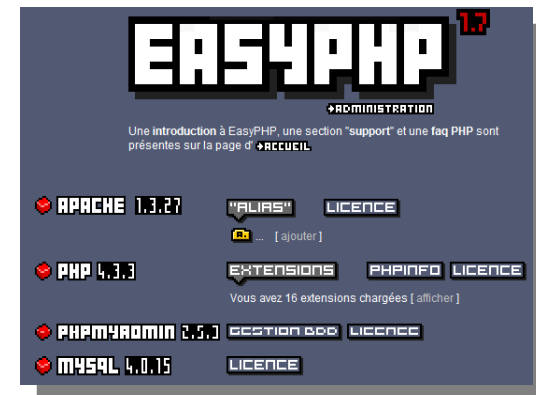 EASYPHP 1.7
ADMINISTRATION
Une introduction à EasyPHP, une section "support" et une faq PHP sont
présentes sur la page d' ACCUEIL
APACHE 1.3.27 "ALIAS" LICENCE
A. ... [ ajouter ]
PHP 4.3.3 EXTENSIONS PHPINFO LICENCE
Vous avez 16 extensions chargées [ afficher ]
PHPMYADMIN 2.5.3 GESTION BDD LICENCE
MYSQL 4.0.15 LICENCE